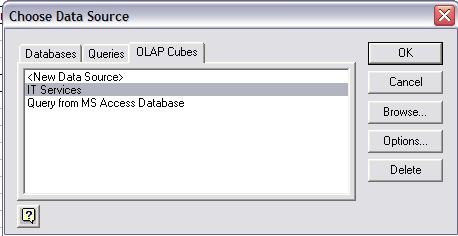 Choose Data Source
Databases Queries OLAP Cubes
<New Data Source>
IT Services
Query from MS Access Database
OK
Cancel
Browse...
Options...
Delete
?